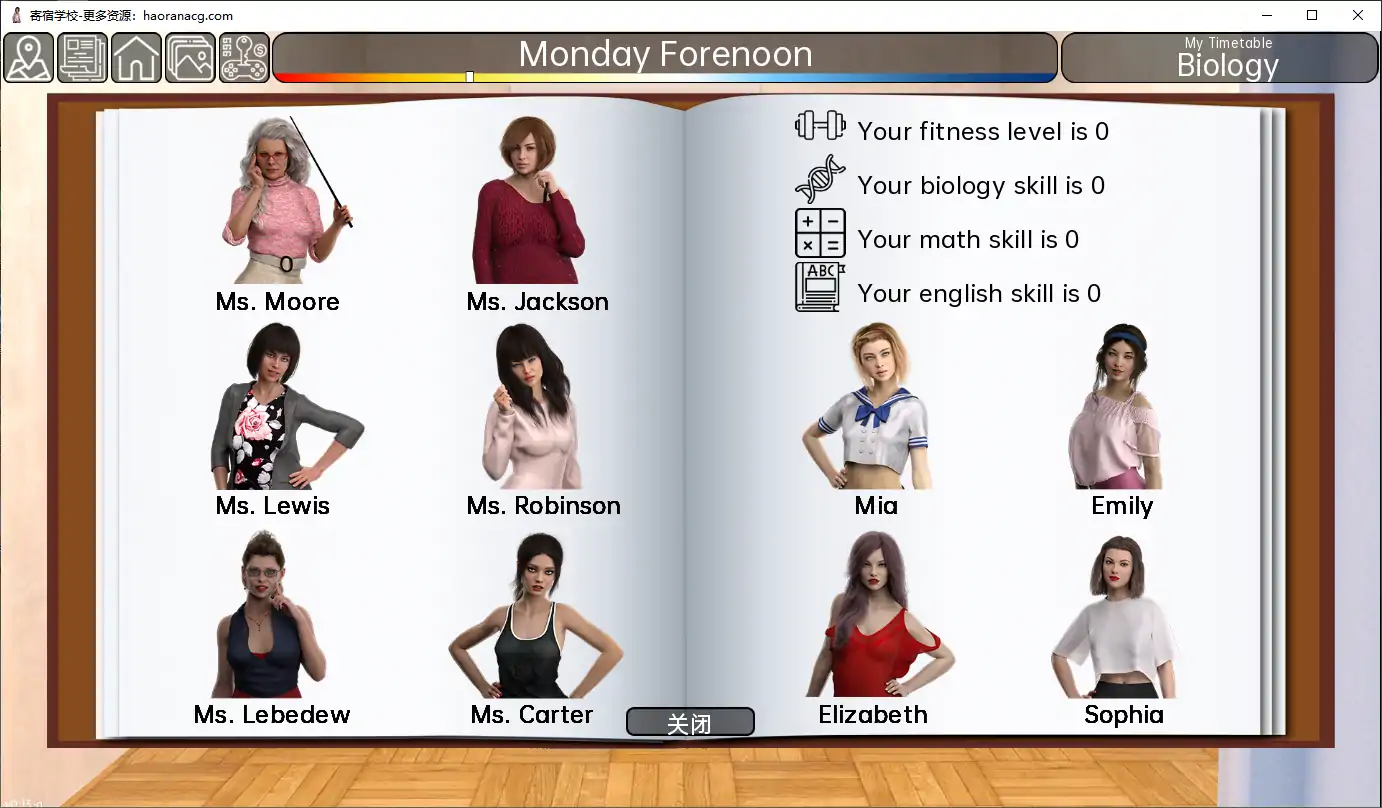 寄宿学校-更多资源：haoranacg.com
Monday Forenoon
My Timetable
Biology
Ms. Moore
Ms. Jackson
Ms. Lewis
Ms. Robinson
Ms. Lebedew
Ms. Carter
Your fitness level is 0
Your biology skill is 0
Your math skill is 0
ABC
Your english skill is 0
Mia
Emily
Elizabeth
Sophia
关闭